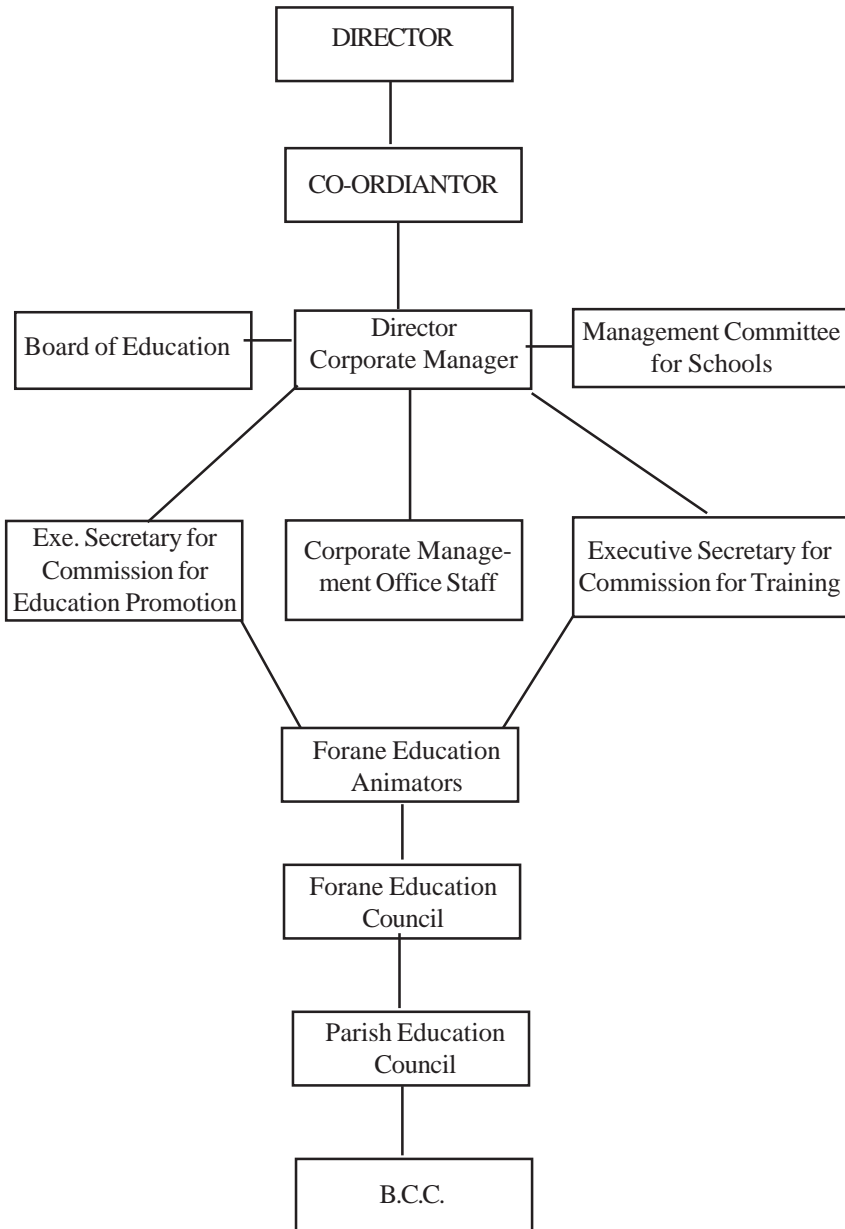 DIRECTOR
CO-ORDIANTOR
Board of Education
Director
Corporate Manager
Management Committee
for Schools
Exe. Secretary for
Commission for
Education Promotion
Corporate Manage-
ment Office Staff
Executive Secretary for
Commission for Training
Forane Education
Animators
Forane Education
Council
Parish Education
Council
B.C.C.